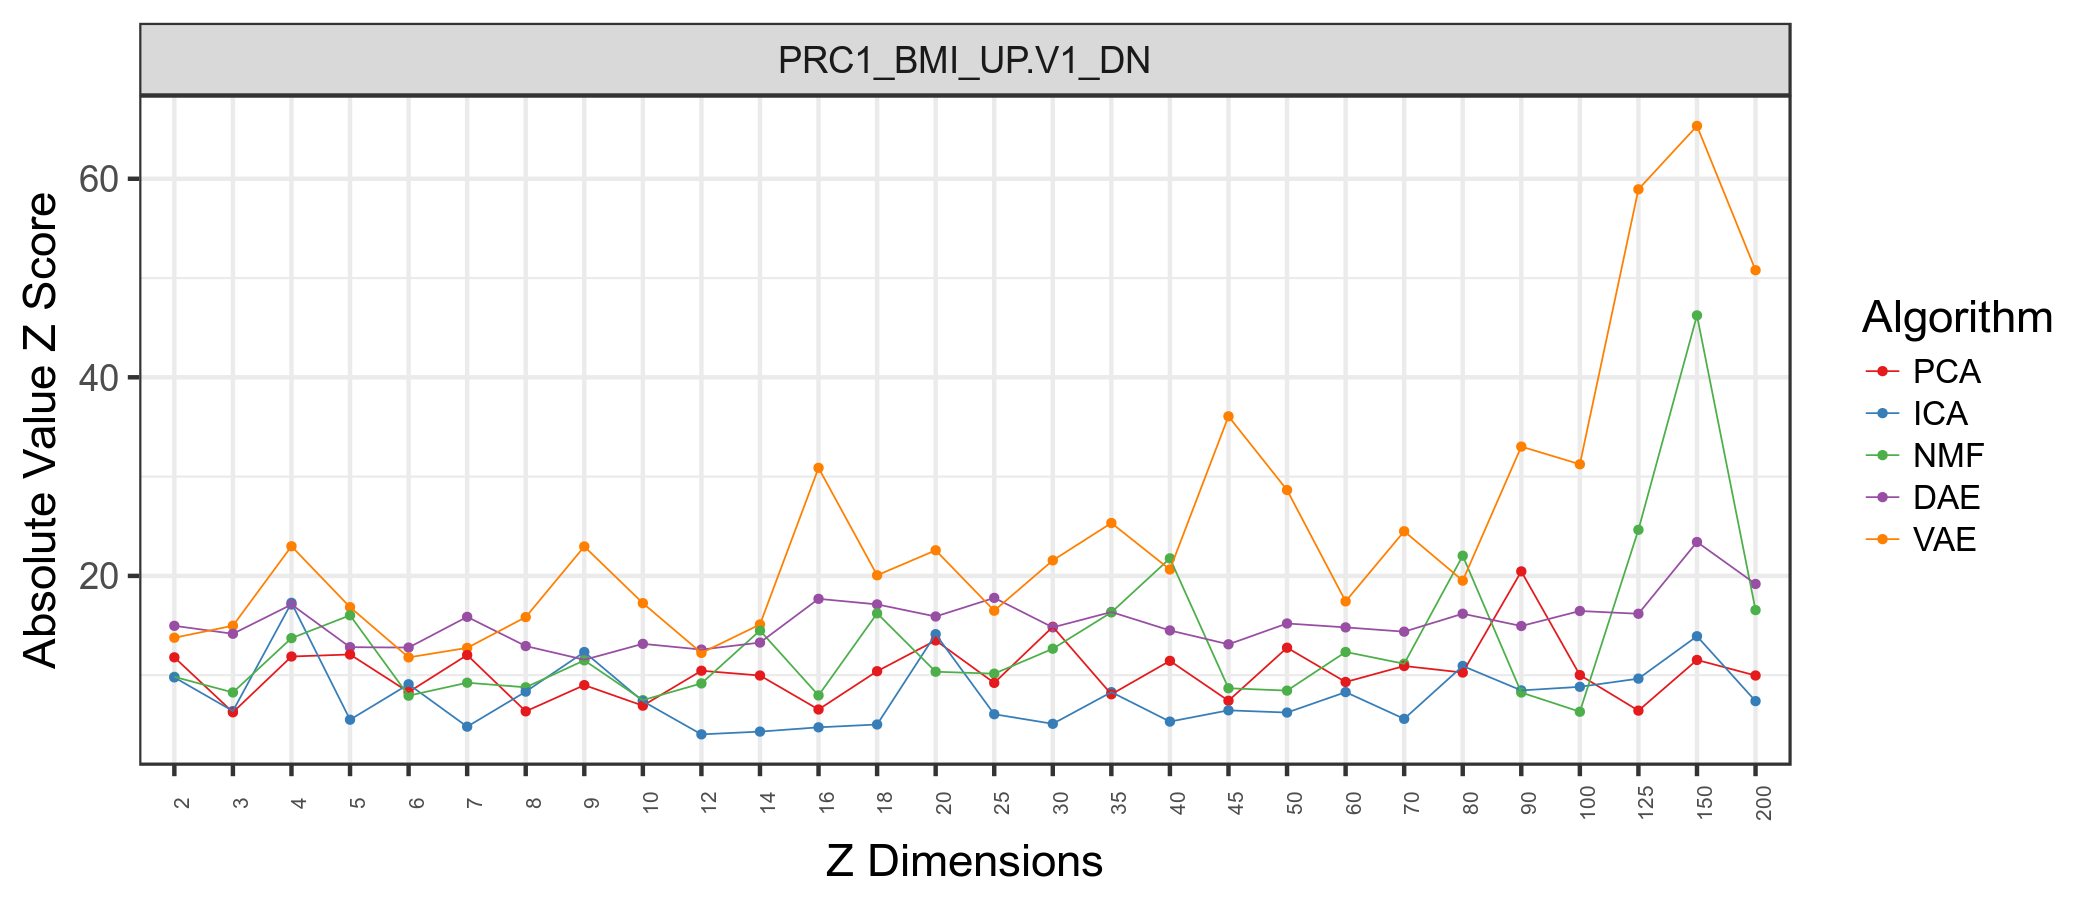 PRC1_BMI_UP.V1_DN
Absolute Value Z Score
60
40
20
2 3 4 5 6 7 8 9 10 12 14 16 18 20 25 30 35 40 45 50 60 70 80 90 100 125 150 200
Z Dimensions
Algorithm
PCA
ICA
NMF
DAE
VAE